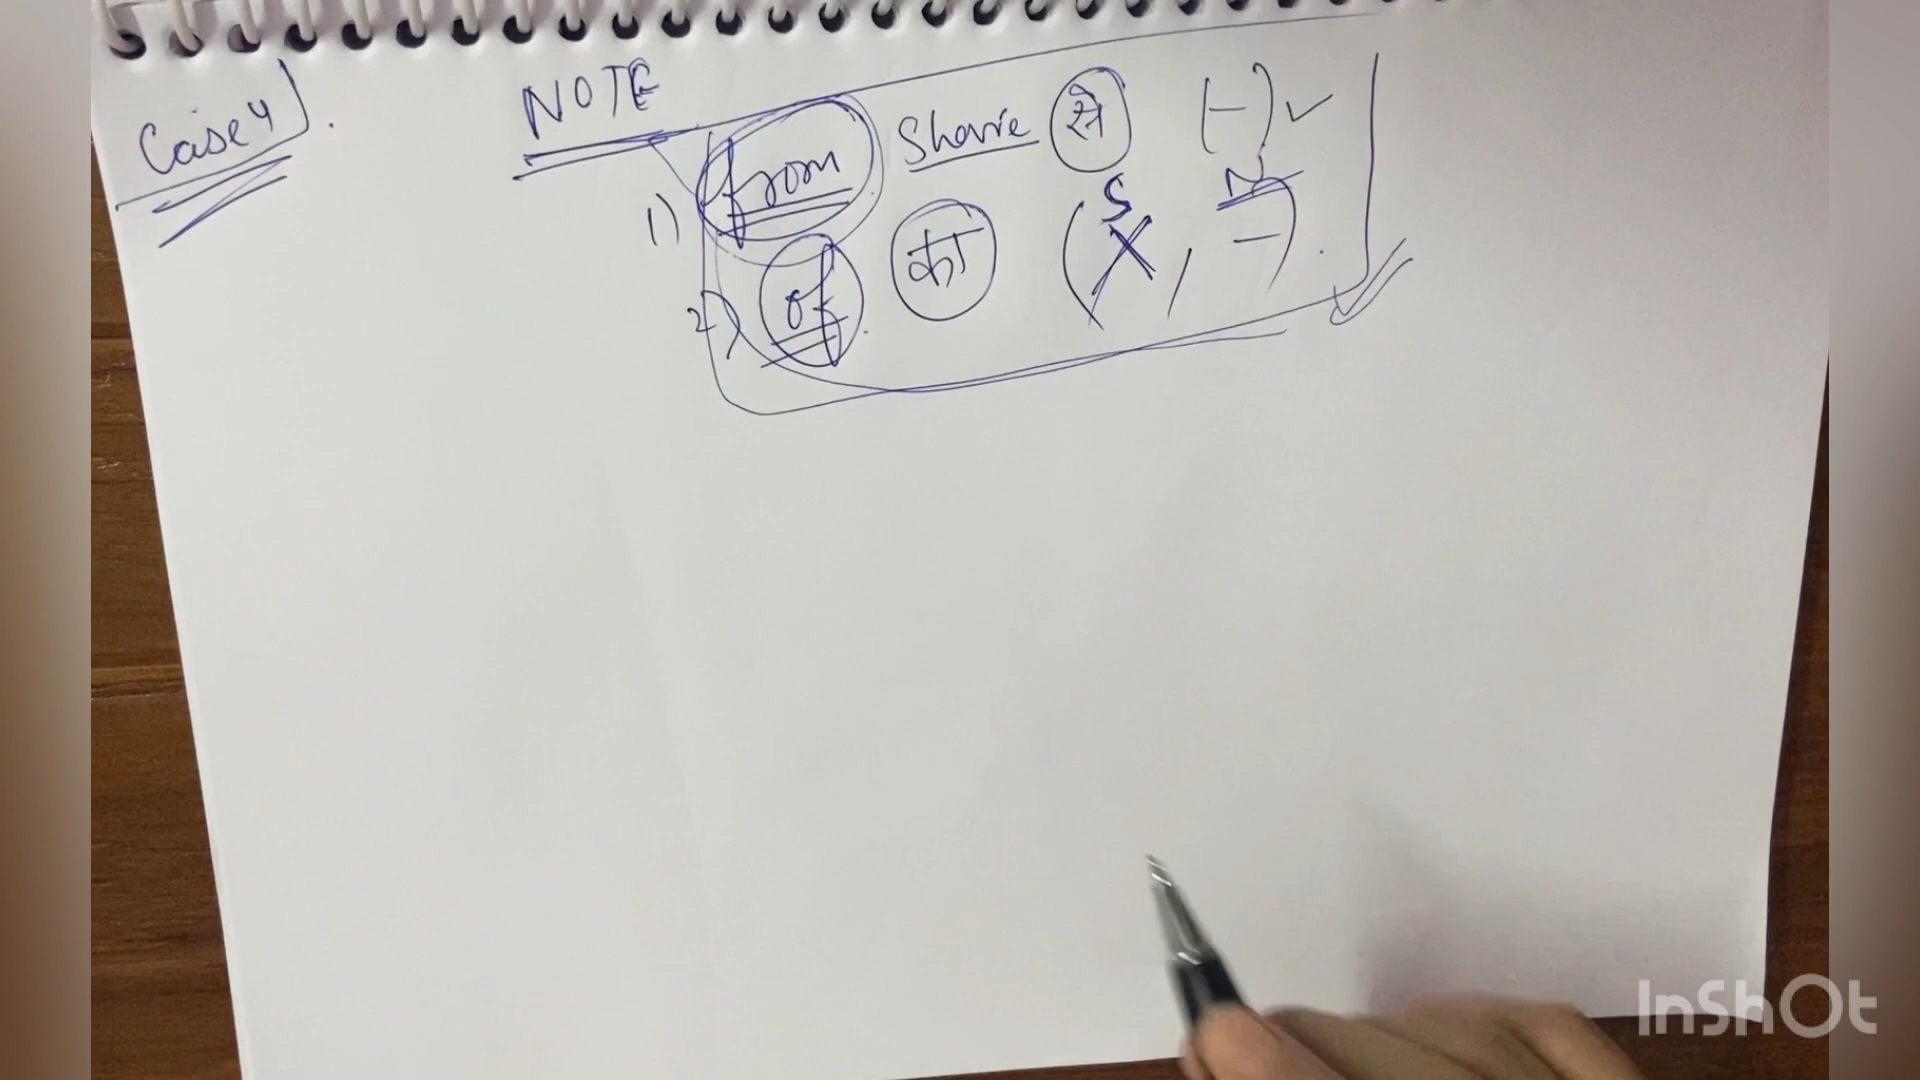 Case 4
NOTE
1) from Share से (-) ✓
2) of का (X, -).
S N
InShOt